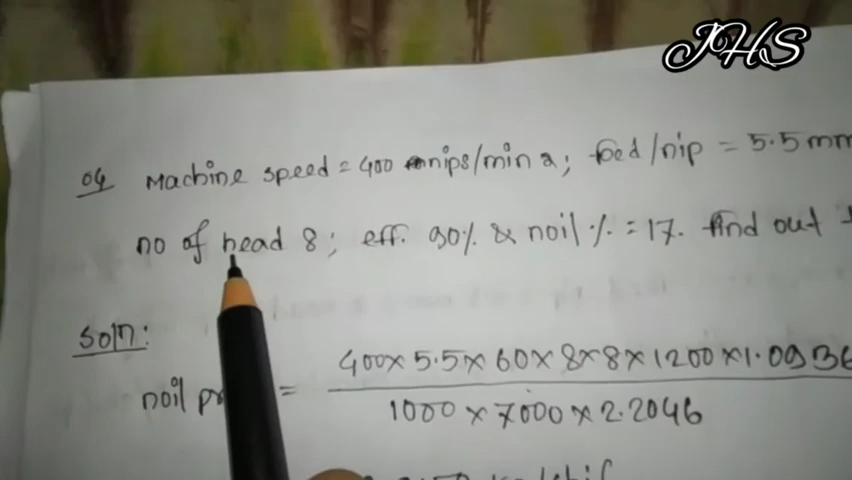 JHS
04 Machine speed = 400 nips/min a; feed/nip = 5.5 mm
no of head 8; eff. 90% & noil % = 17. find out
Soln:
400 x 5.5 x 60 x 8 x 8 x 1200 x 1.0936
noil =
1000 x 7000 x 2.2046